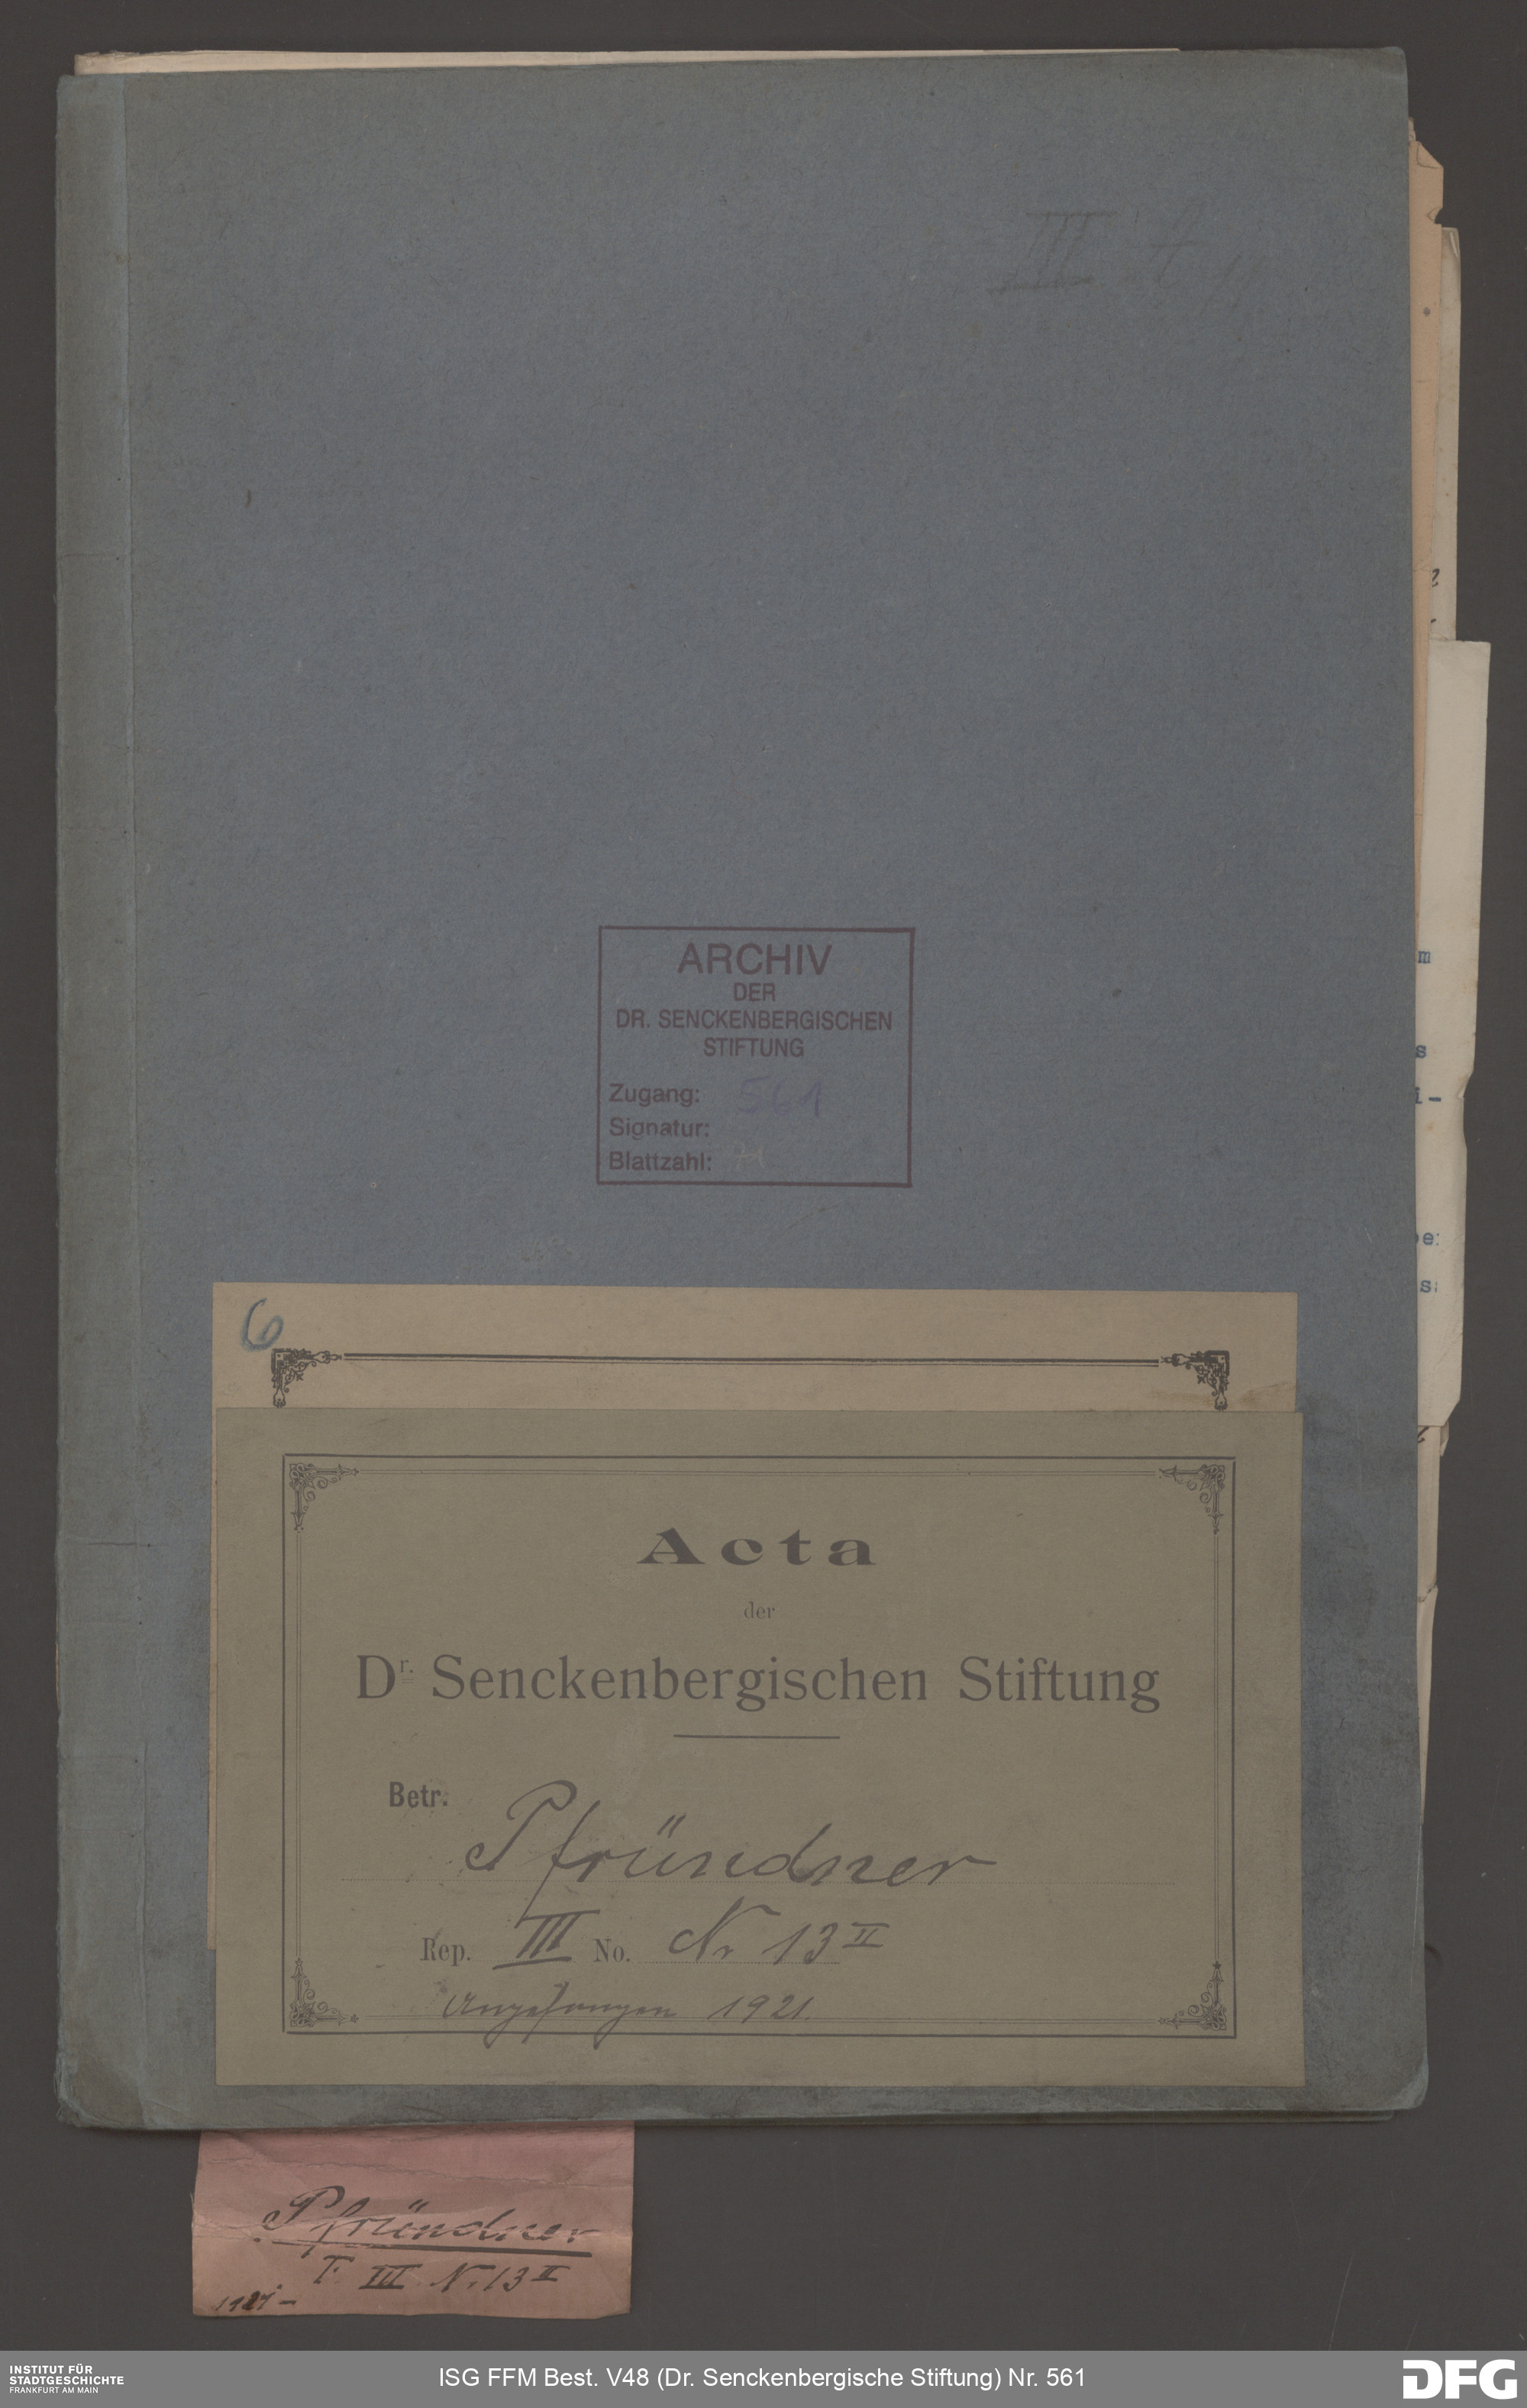 III
ARCHIV
DER
DR. SENCKENBERGISCHEN
STIFTUNG
Zugang: 561
Signatur:
Blattzahl:
6
Acta
der
Dr. Senckenbergischen Stiftung
Betr.
Pfründner
Rep. III No. Nr 13 II
Angefangen 1921.
Pfründner
T. III N. 13 II
1921 –
m
s
i-
INSTITUT FÜR
STADTGESCHICHTE
FRANKFURT AM MAIN
ISG FFM Best. V48 (Dr. Senckenbergische Stiftung) Nr. 561
DFG